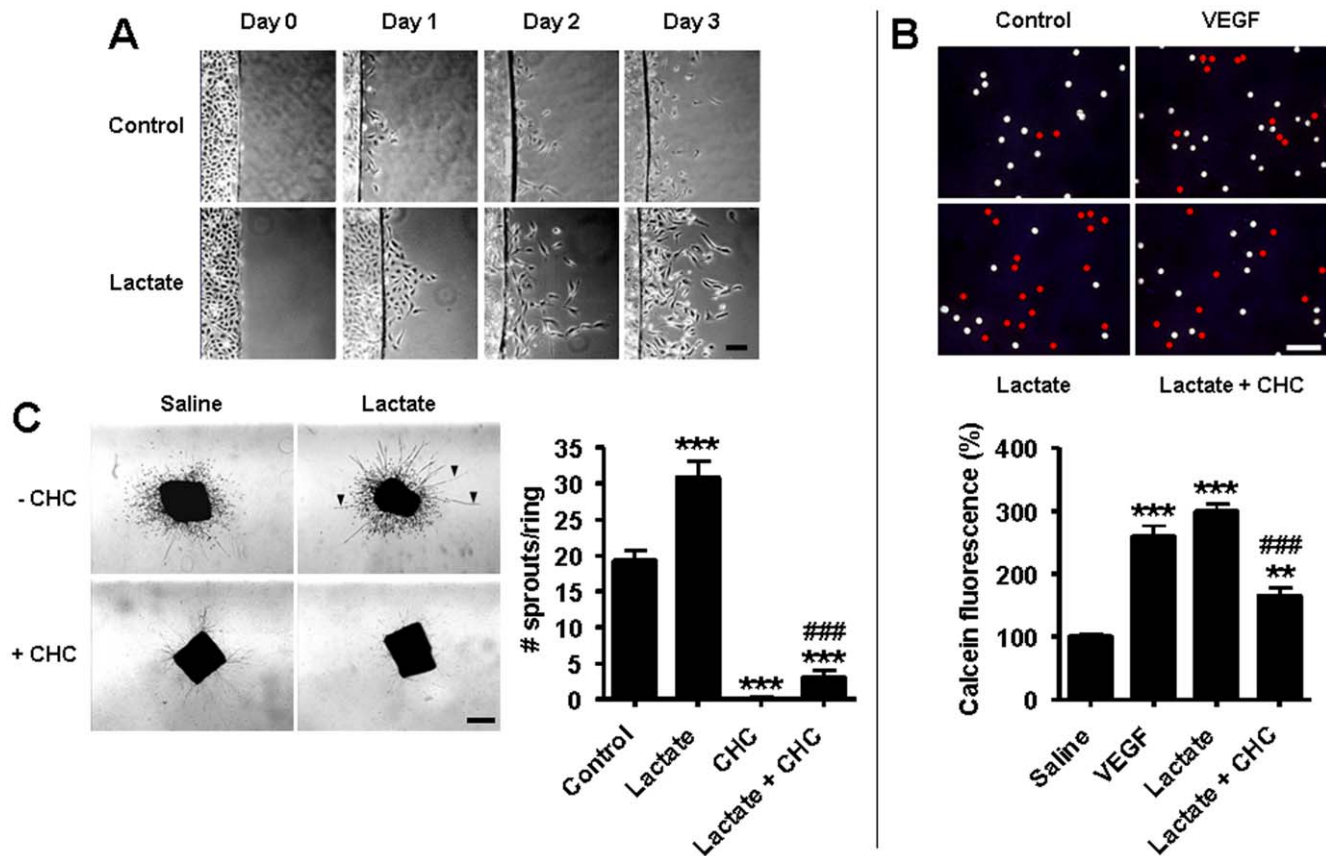 A
Day 0 Day 1 Day 2 Day 3
Control
Lactate
B
Control VEGF
Lactate Lactate + CHC
Calcein fluorescence (%)
400
300
200
100
0
***
***
###
**
Saline
VEGF
Lactate
Lactate + CHC
C
Saline Lactate
- CHC
+ CHC
# sprouts/ring
35
30
25
20
15
10
5
0
***
***
###
***
Control
Lactate
CHC
Lactate + CHC